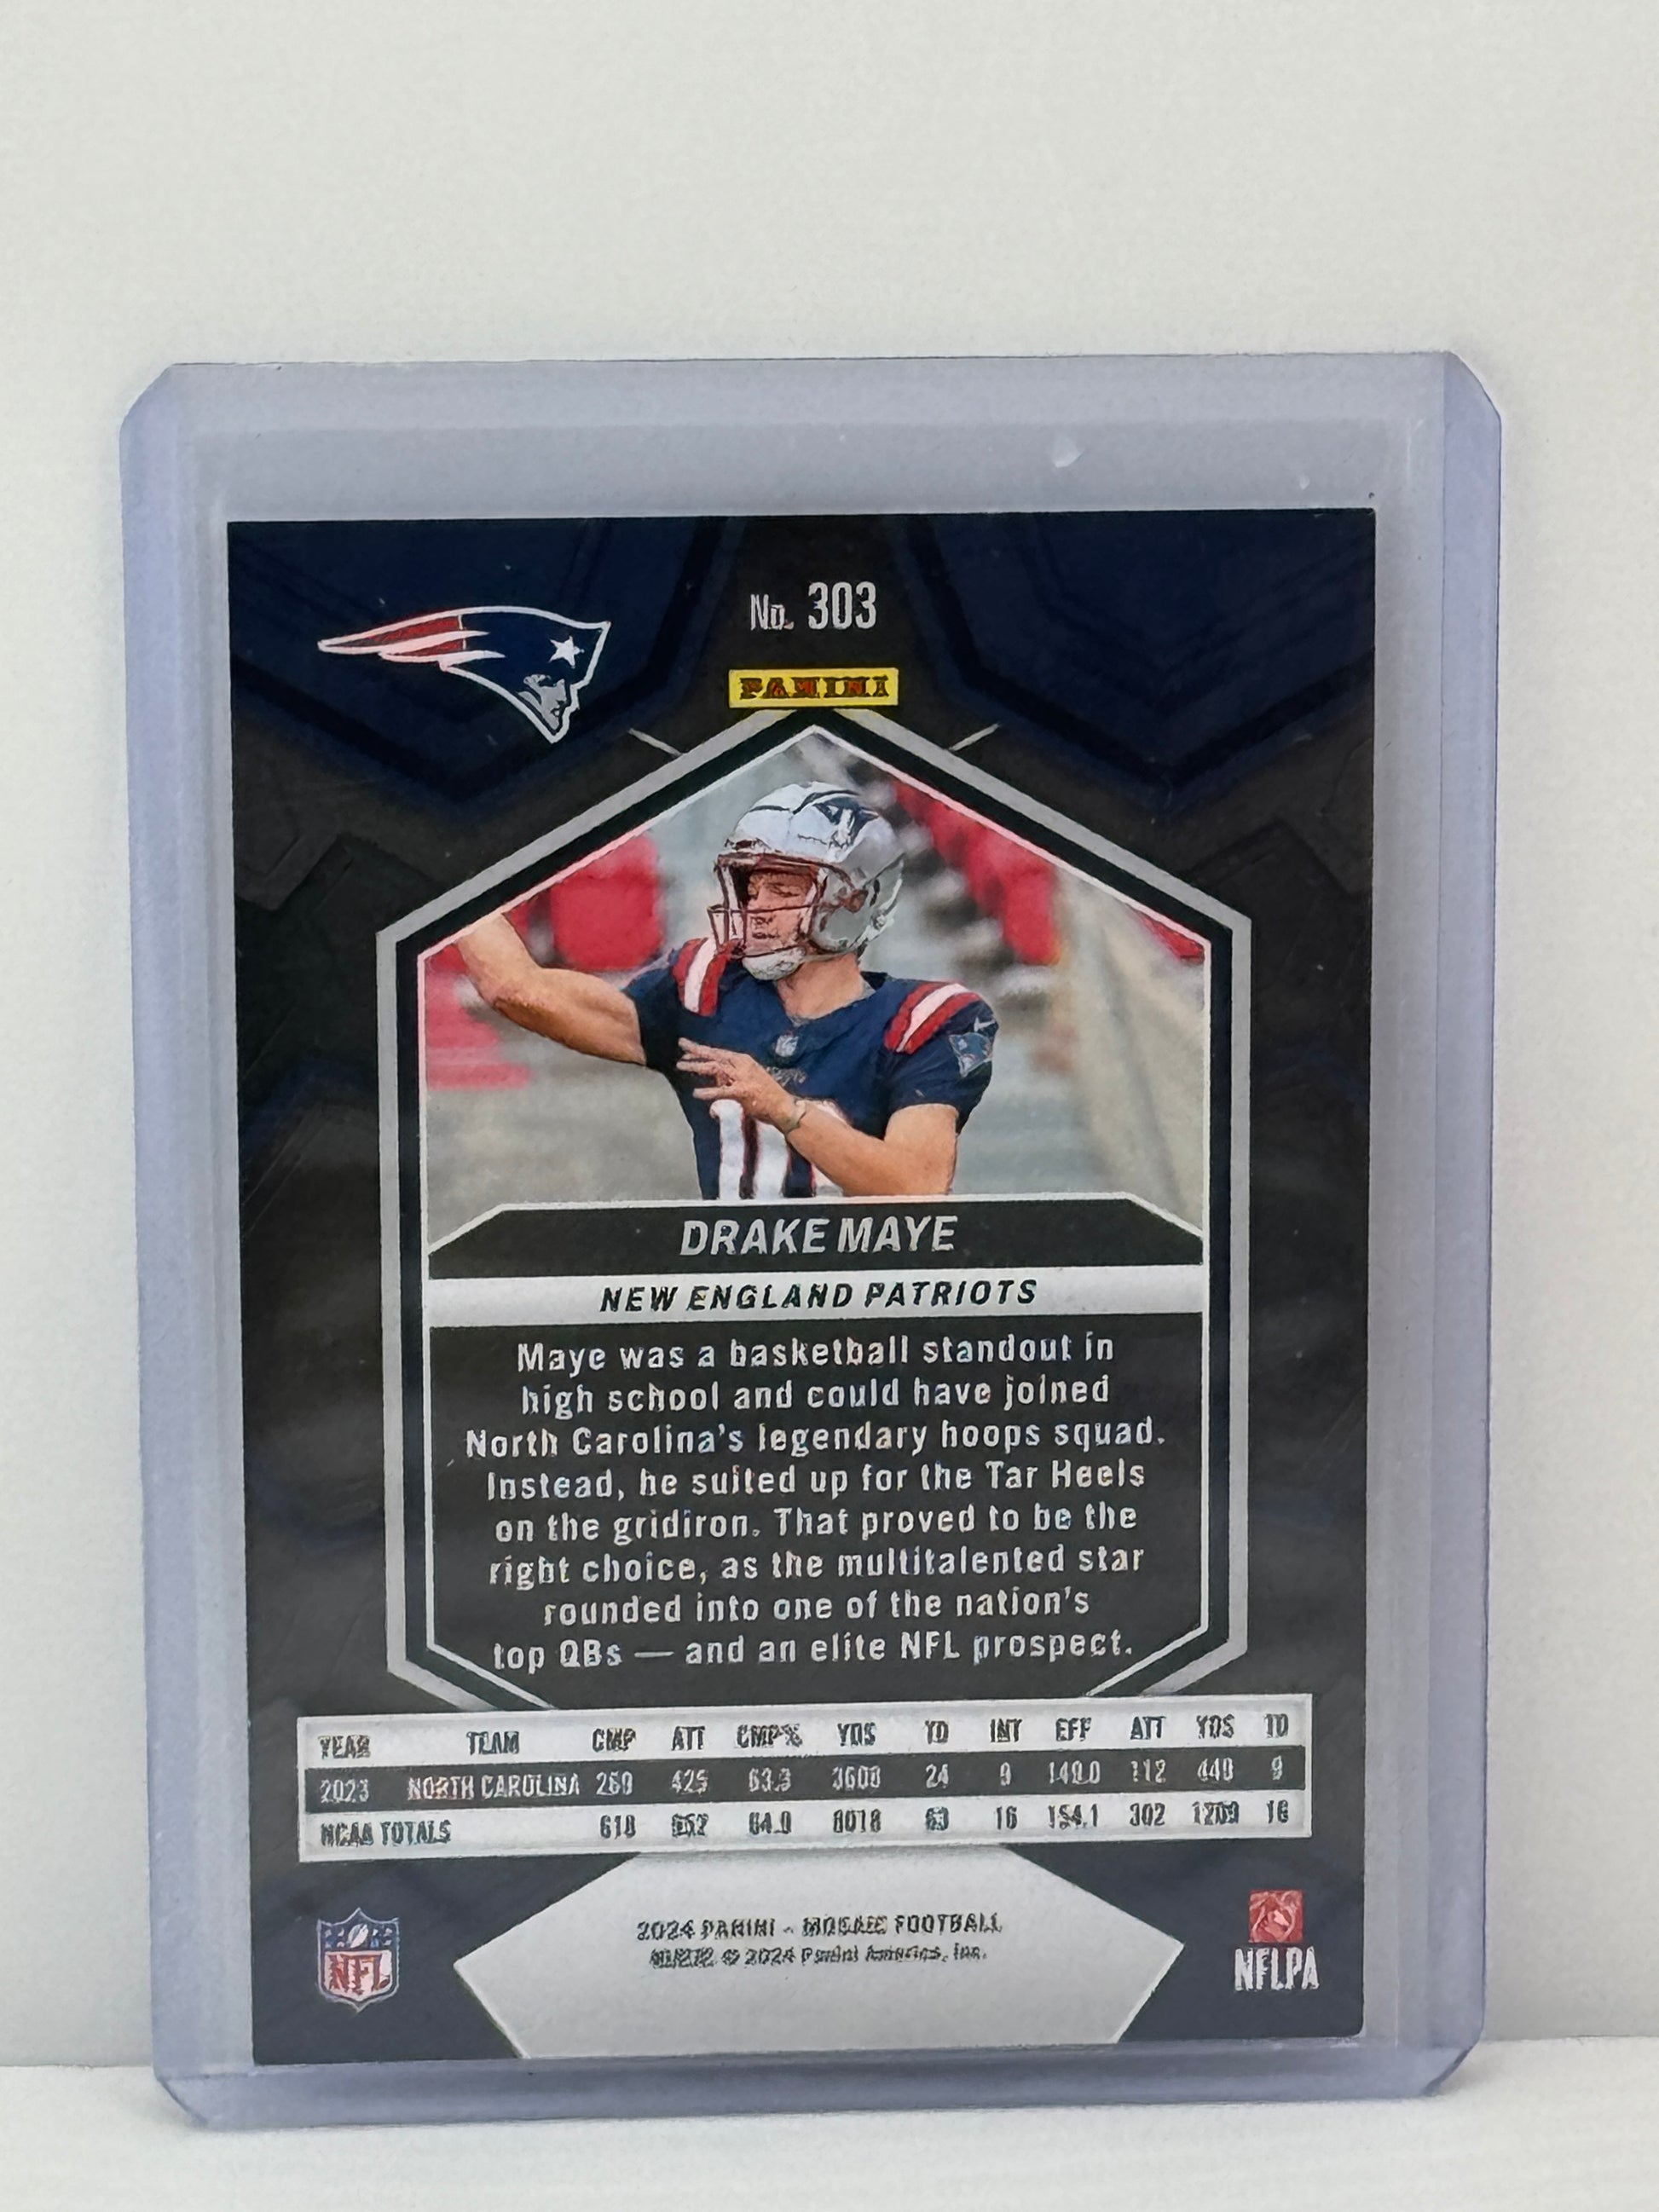 No. 303
PANINI
DRAKE MAYE
NEW ENGLAND PATRIOTS
Maye was a basketball standout in
high school and could have joined
North Carolina's legendary hoops squad.
Instead, he suited up for the Tar Heels
on the gridiron. That proved to be the
right choice, as the multitalented star
rounded into one of the nation's
top QBs — and an elite NFL prospect.
YEAR TEAM CMP ATT CMP% YDS TD INT EFF ATT YDS TD
2023 NORTH CAROLINA 269 425 63.3 3608 24 9 149.0 112 449 9
NCAA TOTALS 618 952 64.9 8018 63 16 154.1 302 1209 16
2024 PANINI - MOSAIC FOOTBALL
© 2024 Panini America, Inc.
NFL
NFLPA